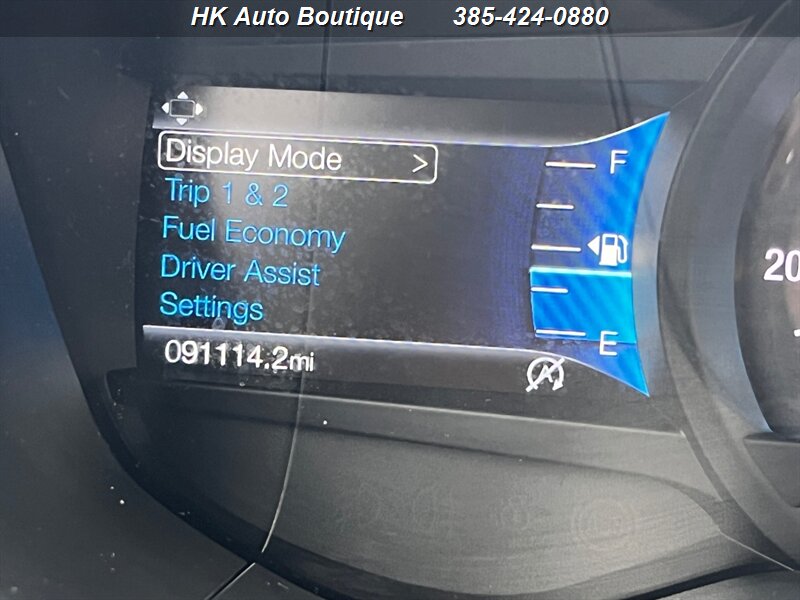 HK Auto Boutique 385-424-0880
Display Mode >
Trip 1 & 2
Fuel Economy
Driver Assist
Settings
091114.2mi
F
E
A
20